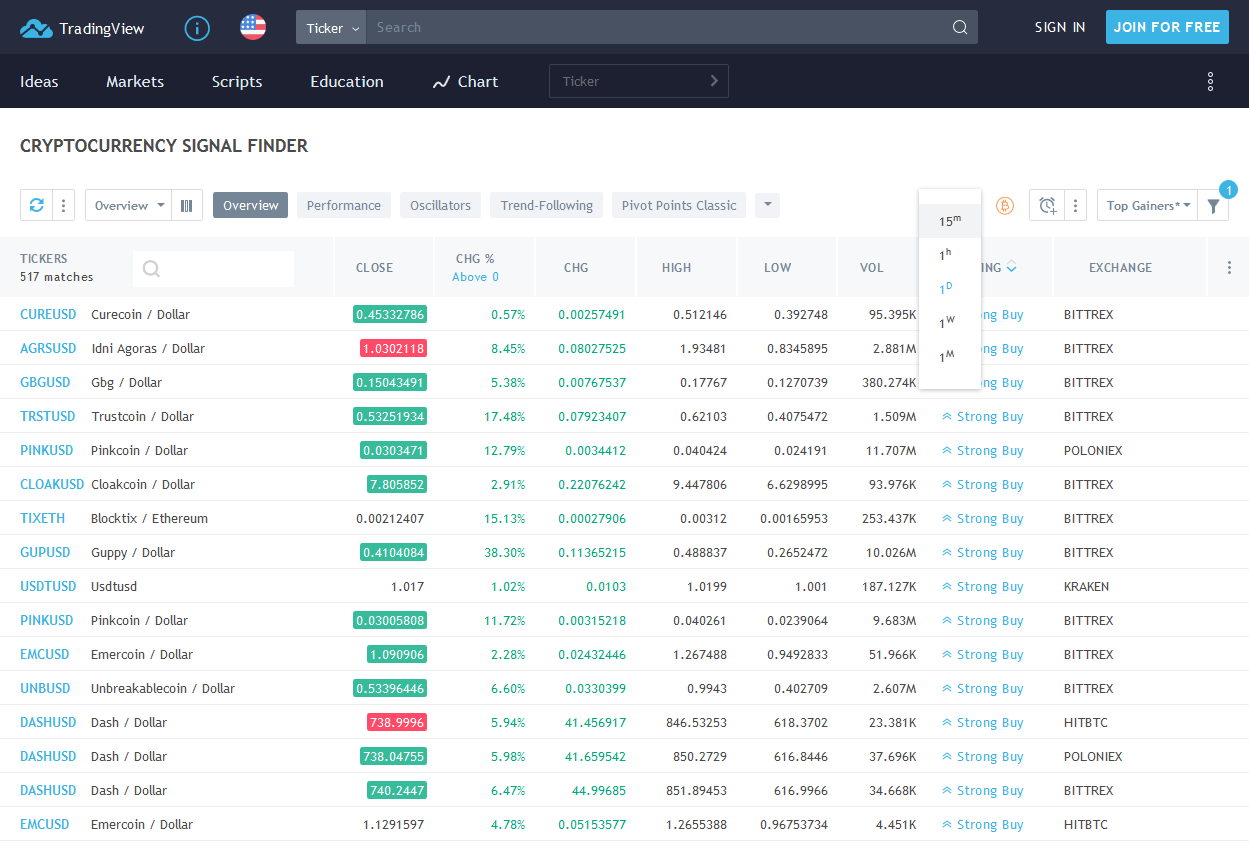 TradingView i Ticker Search SIGN IN JOIN FOR FREE
Ideas Markets Scripts Education Chart Ticker
CRYPTOCURRENCY SIGNAL FINDER
1
Overview Overview Performance Oscillators Trend-Following Pivot Points Classic Top Gainers*
15m
1h
1D
1W
1M
TICKERS CLOSE CHG % CHG HIGH LOW VOL EXCHANGE
517 matches Above 0
CUREUSD Curecoin / Dollar 0.45332786 0.57% 0.00257491 0.512146 0.392748 95.395K Buy BITTREX
AGRSUSD Idni Agoras / Dollar 1.0302118 8.45% 0.08027525 1.93481 0.8345895 2.881M Buy BITTREX
GBGUSD Gbg / Dollar 0.15043491 5.38% 0.00767537 0.17767 0.1270739 380.274K Buy BITTREX
TRSTUSD Trustcoin / Dollar 0.53251934 17.48% 0.07923407 0.62103 0.4075472 1.509M Strong Buy BITTREX
PINKUSD Pinkcoin / Dollar 0.0303471 12.79% 0.0034412 0.040424 0.024191 11.707M Strong Buy POLONIEX
CLOAKUSD Cloakcoin / Dollar 7.805852 2.91% 0.22076242 9.447806 6.6298995 93.976K Strong Buy BITTREX
TIXETH Blocktix / Ethereum 0.00212407 15.13% 0.00027906 0.00312 0.00165953 253.437K Strong Buy BITTREX
GUPUSD Guppy / Dollar 0.4104084 38.30% 0.11365215 0.488837 0.2652472 10.026M Strong Buy BITTREX
USDTUSD Usdtusd 1.017 1.02% 0.0103 1.0199 1.001 187.127K Strong Buy KRAKEN
PINKUSD Pinkcoin / Dollar 0.03005808 11.72% 0.00315218 0.040261 0.0239064 9.683M Strong Buy BITTREX
EMCUSD Emercoin / Dollar 1.090906 2.28% 0.02432446 1.267488 0.9492833 51.966K Strong Buy BITTREX
UNBUSD Unbreakablecoin / Dollar 0.53396446 6.60% 0.0330399 0.9943 0.402709 2.607M Strong Buy BITTREX
DASHUSD Dash / Dollar 738.9996 5.94% 41.456917 846.53253 618.3702 23.381K Strong Buy HITBTC
DASHUSD Dash / Dollar 738.04755 5.98% 41.659542 850.2729 616.8446 37.696K Strong Buy POLONIEX
DASHUSD Dash / Dollar 740.2447 6.47% 44.99685 851.89453 616.9966 34.668K Strong Buy BITTREX
EMCUSD Emercoin / Dollar 1.1291597 4.78% 0.05153577 1.2655388 0.96753734 4.451K Strong Buy HITBTC